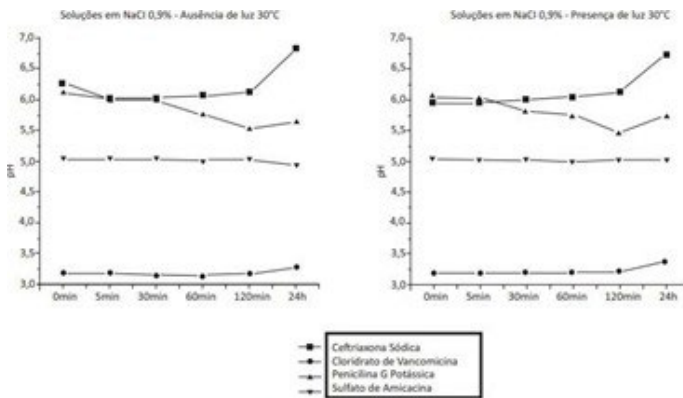 Soluções em NaCl 0,9% - Ausência de luz 30°C
7,0
6,5
6,0
5,5
5,0
4,5
4,0
3,5
3,0
pH
0min 5min 30min 60min 120min 24h
Soluções em NaCl 0,9% - Presença de luz 30°C
7,0
6,5
6,0
5,5
5,0
4,5
4,0
3,5
3,0
pH
0min 5min 30min 60min 120min 24h
Ceftriaxona Sódica
Cloridrato de Vancomicina
Penicilina G Potássica
Sulfato de Amicacina